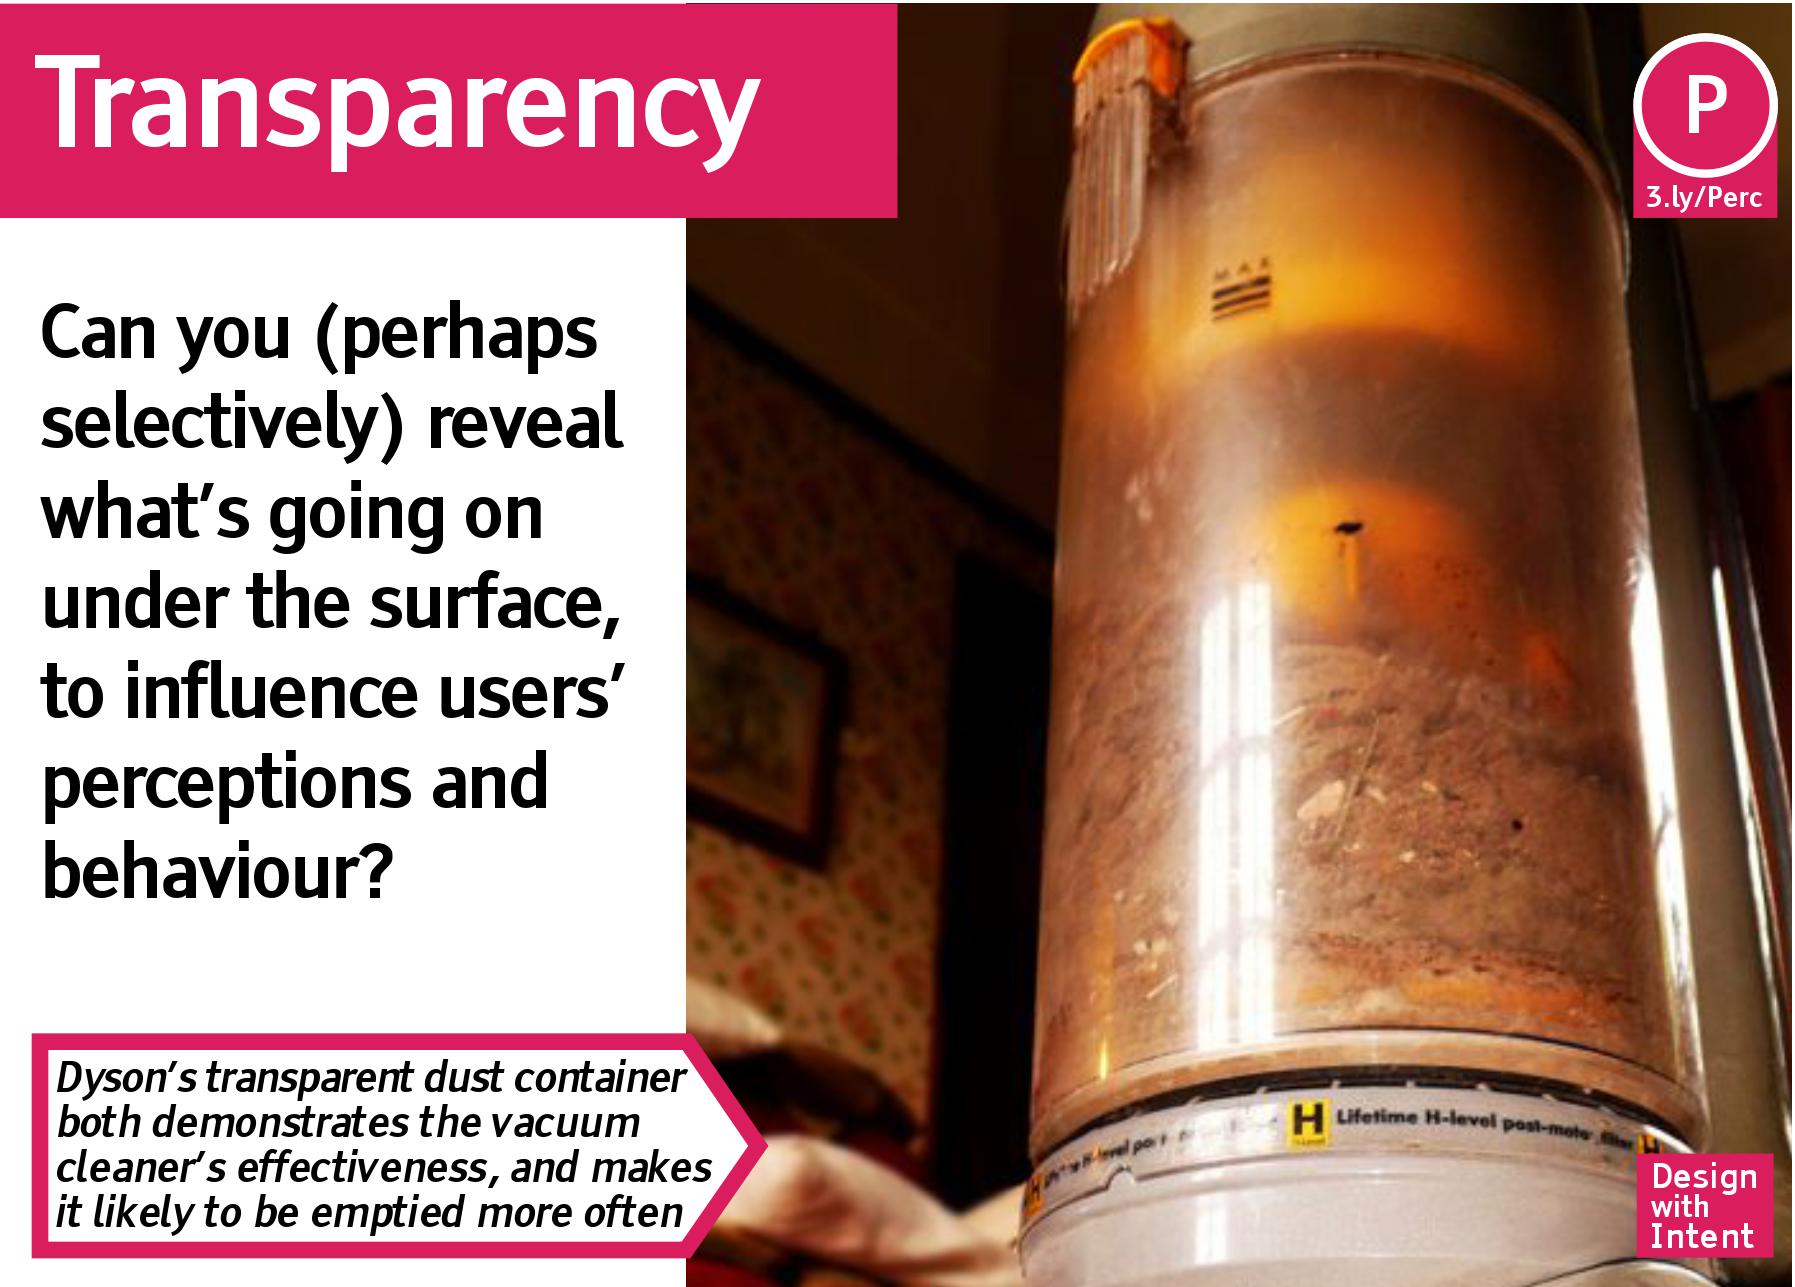 Transparency
P
3.ly/Perc
Can you (perhaps
selectively) reveal
what's going on
under the surface,
to influence users'
perceptions and
behaviour?
Dyson's transparent dust container
both demonstrates the vacuum
cleaner's effectiveness, and makes
it likely to be emptied more often
MAX
H Lifetime H-level post-motor filter H
Design
with
Intent